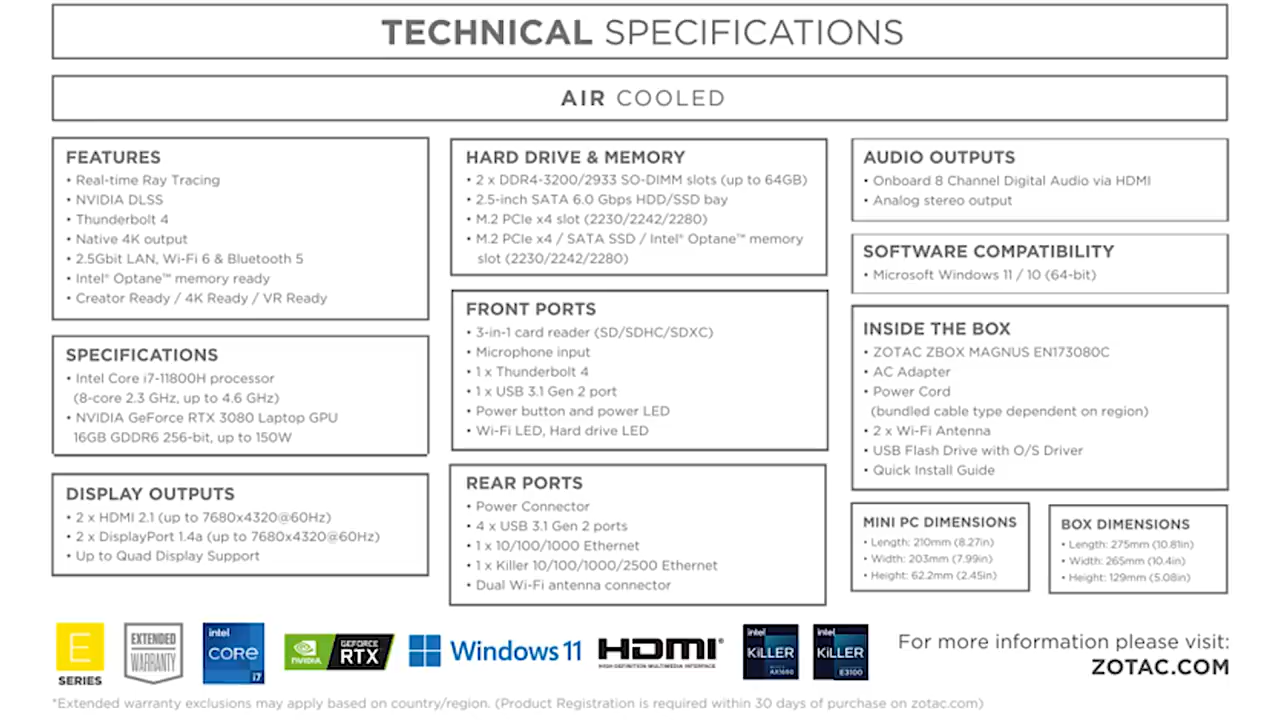 TECHNICAL SPECIFICATIONS
AIR COOLED
FEATURES
• Real-time Ray Tracing
• NVIDIA DLSS
• Thunderbolt 4
• Native 4K output
• 2.5Gbit LAN, Wi-Fi 6 & Bluetooth 5
• Intel® Optane™ memory ready
• Creator Ready / 4K Ready / VR Ready
SPECIFICATIONS
• Intel Core i7-11800H processor
(8-core 2.3 GHz, up to 4.6 GHz)
• NVIDIA GeForce RTX 3080 Laptop GPU
16GB GDDR6 256-bit, up to 150W
DISPLAY OUTPUTS
• 2 x HDMI 2.1 (up to 7680x4320@60Hz)
• 2 x DisplayPort 1.4a (up to 7680x4320@60Hz)
• Up to Quad Display Support
HARD DRIVE & MEMORY
• 2 x DDR4-3200/2933 SO-DIMM slots (up to 64GB)
• 2.5-inch SATA 6.0 Gbps HDD/SSD bay
• M.2 PCIe x4 slot (2230/2242/2280)
• M.2 PCIe x4 / SATA SSD / Intel® Optane™ memory
slot (2230/2242/2280)
FRONT PORTS
• 3-in-1 card reader (SD/SDHC/SDXC)
• Microphone input
• 1 x Thunderbolt 4
• 1 x USB 3.1 Gen 2 port
• Power button and power LED
• Wi-Fi LED, Hard drive LED
REAR PORTS
• Power Connector
• 4 x USB 3.1 Gen 2 ports
• 1 x 10/100/1000 Ethernet
• 1 x Killer 10/100/1000/2500 Ethernet
• Dual Wi-Fi antenna connector
AUDIO OUTPUTS
• Onboard 8 Channel Digital Audio via HDMI
• Analog stereo output
SOFTWARE COMPATIBILITY
• Microsoft Windows 11 / 10 (64-bit)
INSIDE THE BOX
• ZOTAC ZBOX MAGNUS EN173080C
• AC Adapter
• Power Cord
(bundled cable type dependent on region)
• 2 x Wi-Fi Antenna
• USB Flash Drive with O/S Driver
• Quick Install Guide
MINI PC DIMENSIONS
• Length: 210mm (8.27in)
• Width: 203mm (7.99in)
• Height: 62.2mm (2.45in)
BOX DIMENSIONS
• Length: 275mm (10.81in)
• Width: 265mm (10.4in)
• Height: 129mm (5.08in)
E
SERIES
EXTENDED
WARRANTY
intel
CORE
i7
NVIDIA
GEFORCE
RTX
Windows 11
HDMI®
HIGH-DEFINITION MULTIMEDIA INTERFACE
intel
KiLLER
intel
KiLLER
E3100
For more information please visit:
ZOTAC.COM
*Extended warranty exclusions may apply based on country/region. (Product Registration is required within 30 days of purchase on zotac.com)